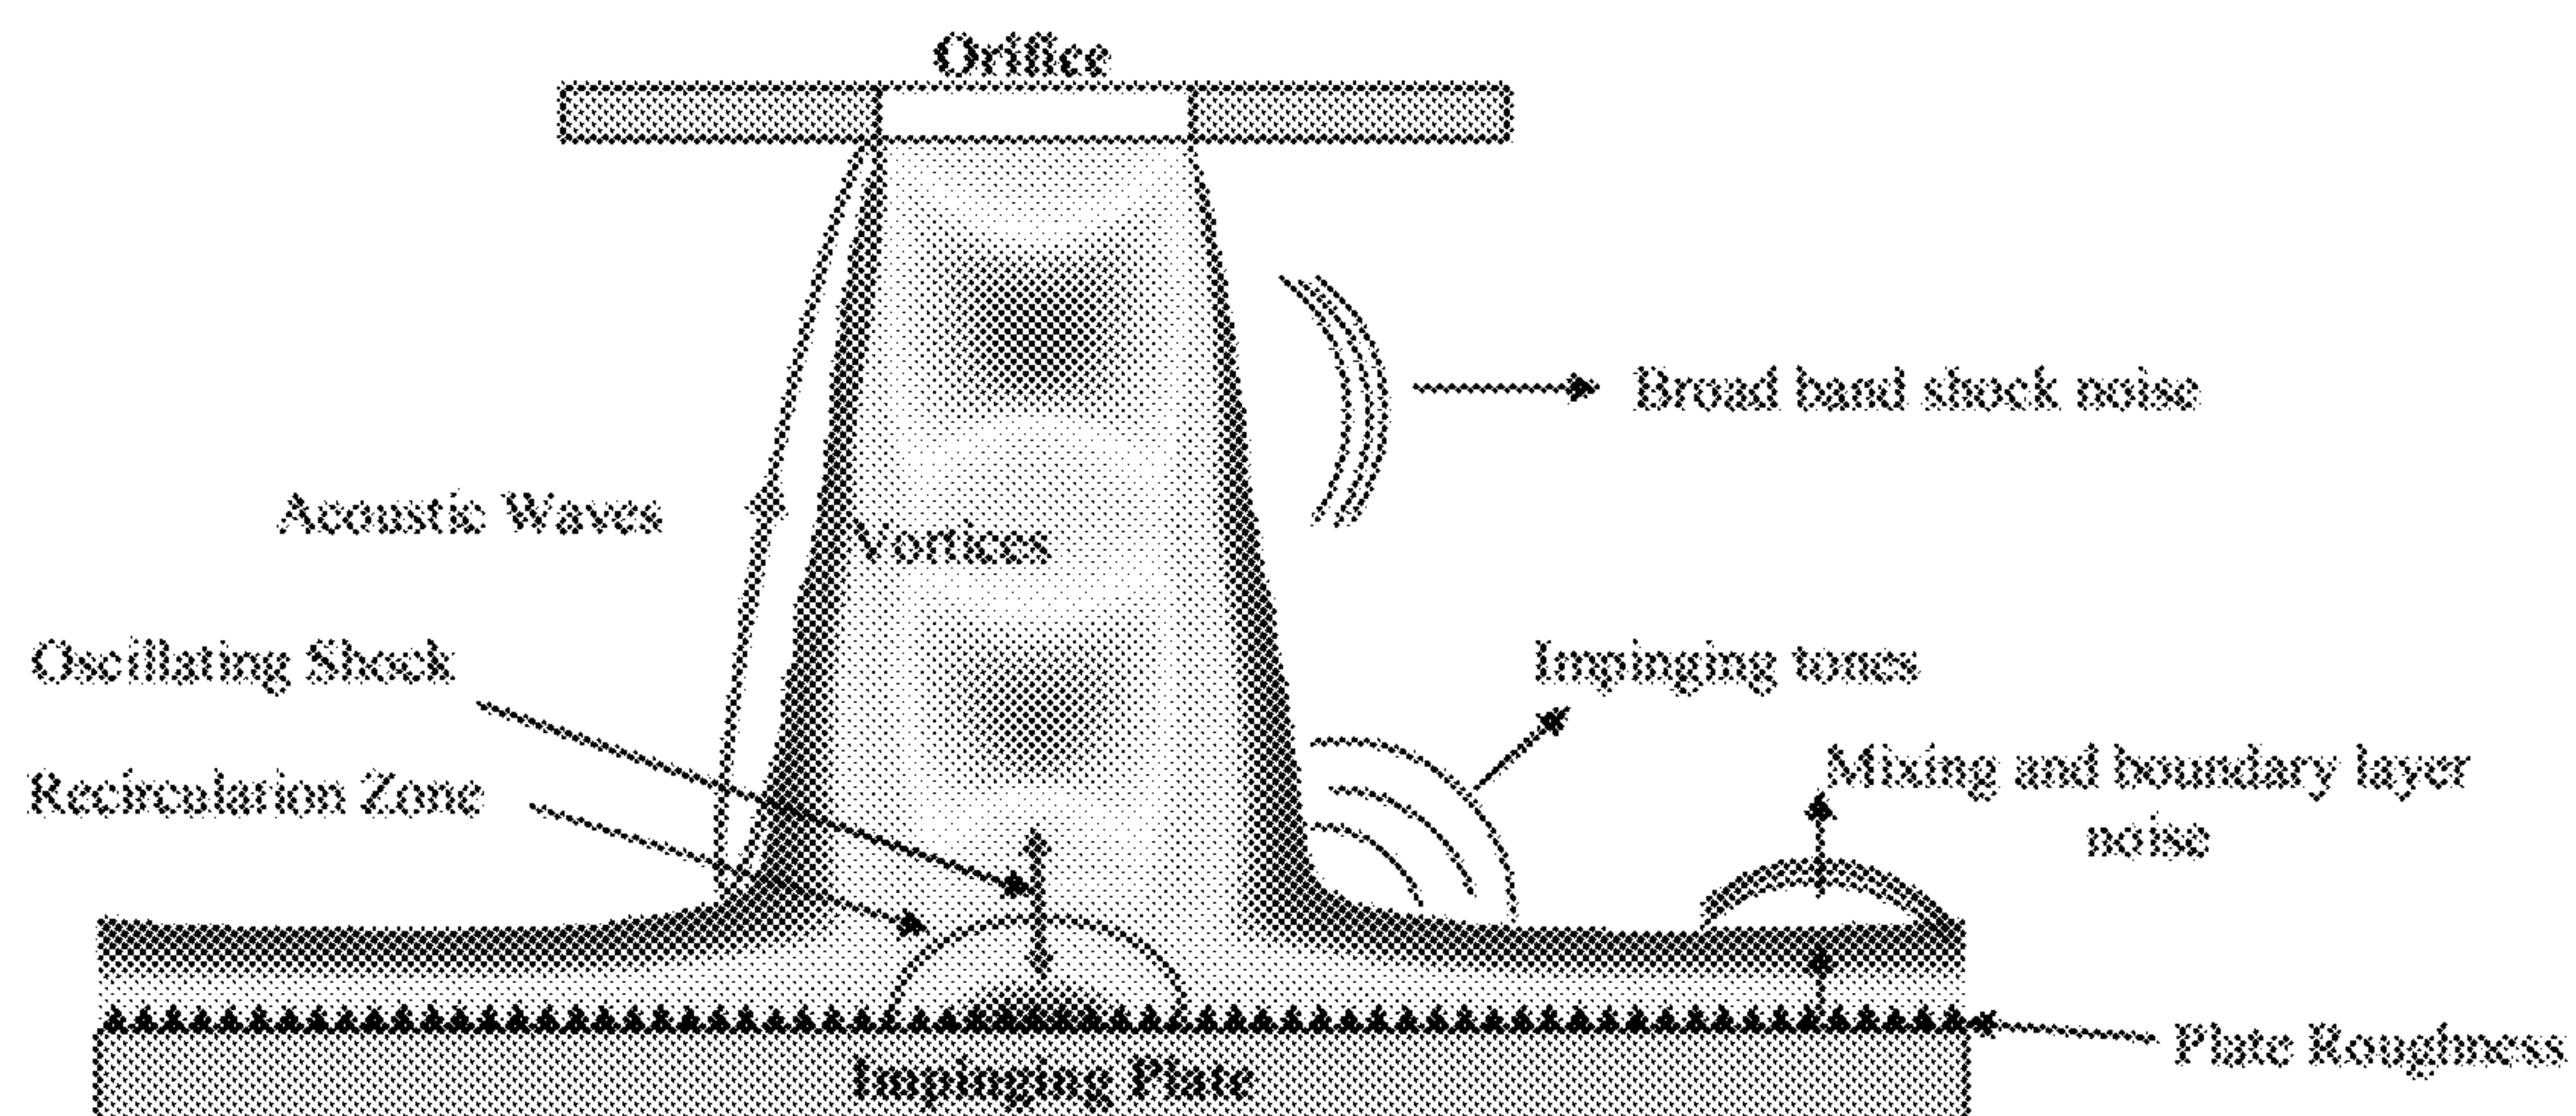 Orifice
Broad band shock noise
Acoustic Waves
Vortices
Oscillating Shock
Impinging tones
Recirculation Zone
Mixing and boundary layer
noise
Plate Roughness
Impinging Plate